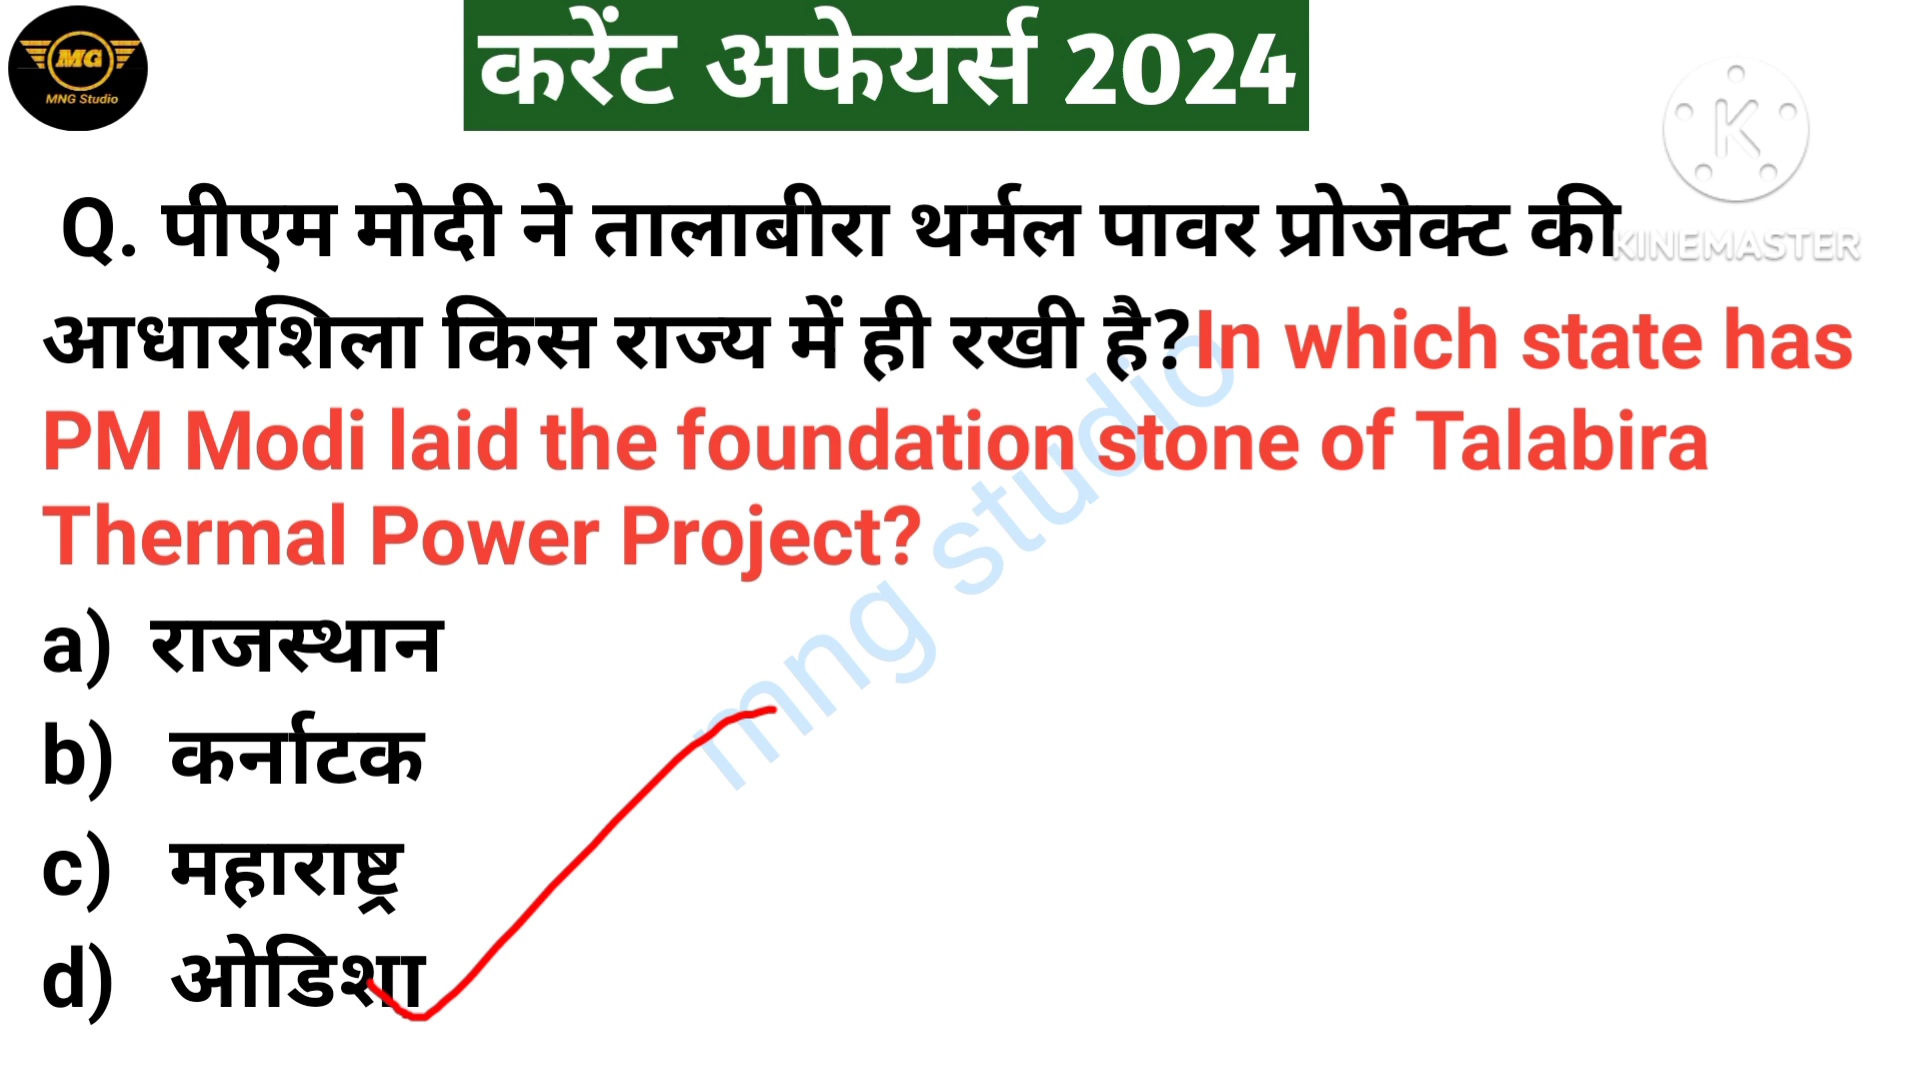 MG
MNG Studio
करेंट अफेयर्स 2024
K
KINEMASTER
Q. पीएम मोदी ने तालाबीरा थर्मल पावर प्रोजेक्ट की
आधारशिला किस राज्य में ही रखी है?In which state has
PM Modi laid the foundation stone of Talabira
Thermal Power Project?
a) राजस्थान
b) कर्नाटक
c) महाराष्ट्र
d) ओडिशा
mng studio